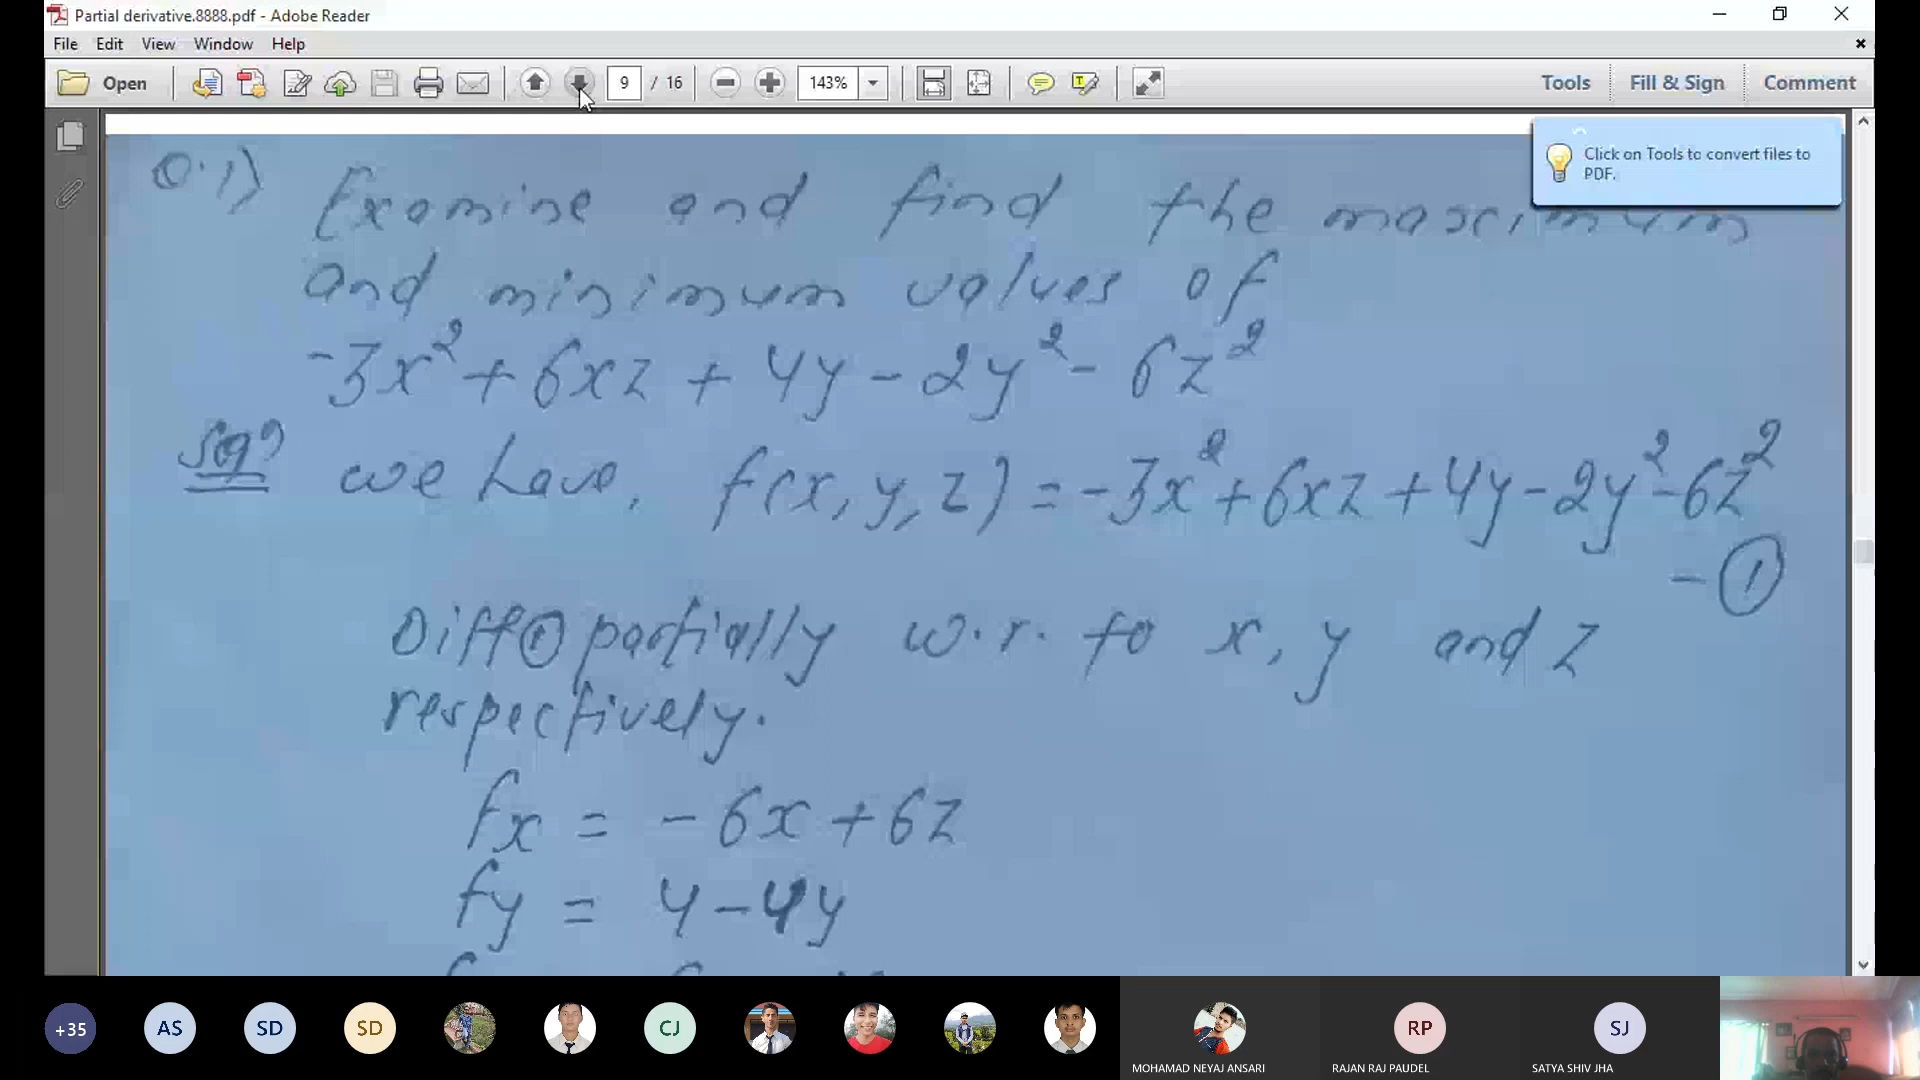 Partial derivative.8888.pdf - Adobe Reader
File Edit View Window Help
Open 9 / 16 143% Tools Fill & Sign Comment
Click on Tools to convert files to
PDF.
Q.1) Examine and find the maximum
and minimum values of
-3x² + 6xz + 4y - 2y² - 6z²
Solⁿ we have, f(x, y, z) = -3x² + 6xz + 4y - 2y² - 6z²
- ①
Diff ① partially w.r. to x, y and z
respectively.
fx = - 6x + 6z
fy = 4 - 4y
+35 AS SD SD CJ RP SJ
MOHAMAD NEYAJ ANSARI RAJAN RAJ PAUDEL SATYA SHIV JHA